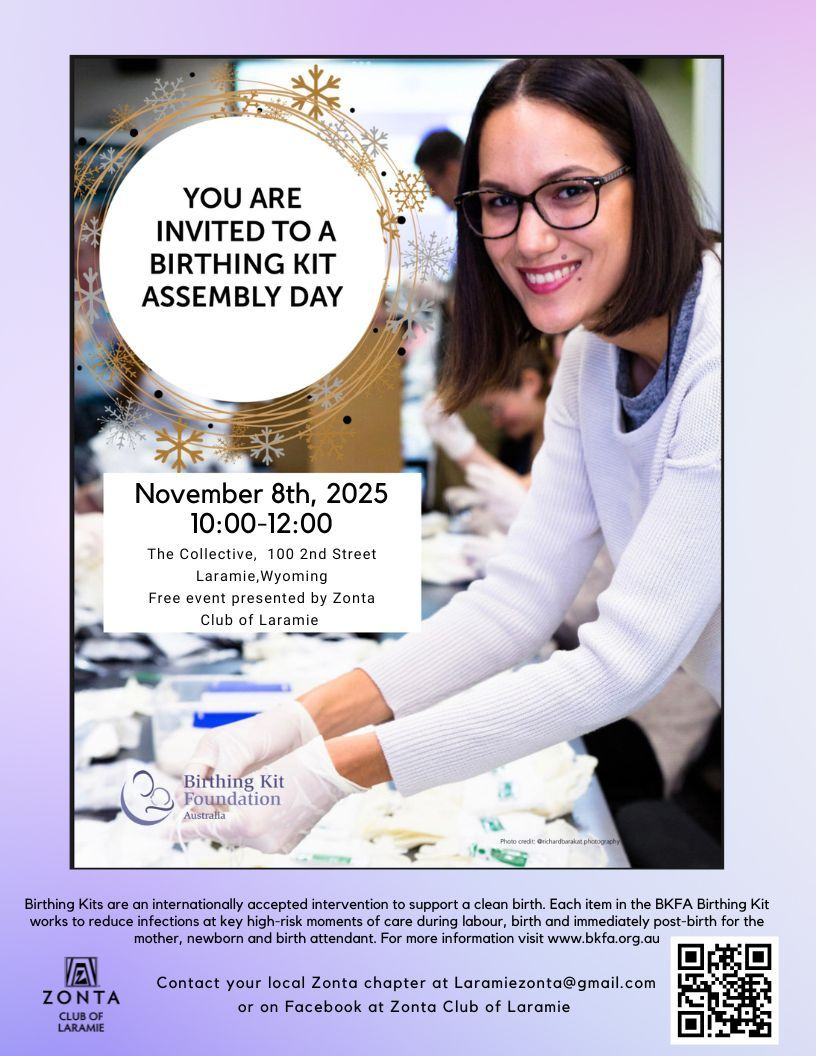 YOU ARE
INVITED TO A
BIRTHING KIT
ASSEMBLY DAY
November 8th, 2025
10:00-12:00
The Collective,  100 2nd Street
Laramie,Wyoming
Free event presented by Zonta
Club of Laramie
Birthing Kit
Foundation
Australia
Photo credit: @richardbarakat.photography
Birthing Kits are an internationally accepted intervention to support a clean birth. Each item in the BKFA Birthing Kit
works to reduce infections at key high-risk moments of care during labour, birth and immediately post-birth for the
mother, newborn and birth attendant. For more information visit www.bkfa.org.au
ZONTA
CLUB OF
LARAMIE
Contact your local Zonta chapter at Laramiezonta@gmail.com
or on Facebook at Zonta Club of Laramie